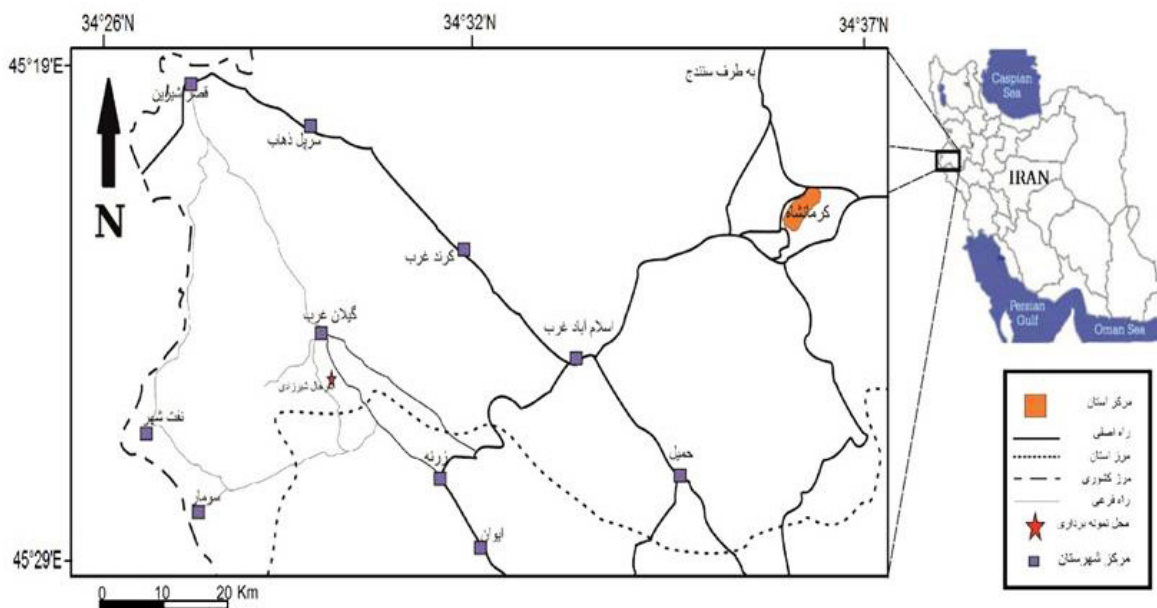 34°26'N
34°32'N
34°37'N
45°19'E
به طرف سنندج
Caspian Sea
قصر شیرین
N
سرپل ذهاب
IRAN
کرمانشاه
کرند غرب
گیلان غرب
اسلام آباد غرب
Persian Gulf
Oman Sea
شیرزادی
نفت شهر
زرنه
حمیل
سومار
ایوان
45°29'E
0 10 20 Km
مرکز استان
راه اصلی
مرز استان
مرز کشوری
راه فرعی
محل نمونه برداری
مرکز شهرستان